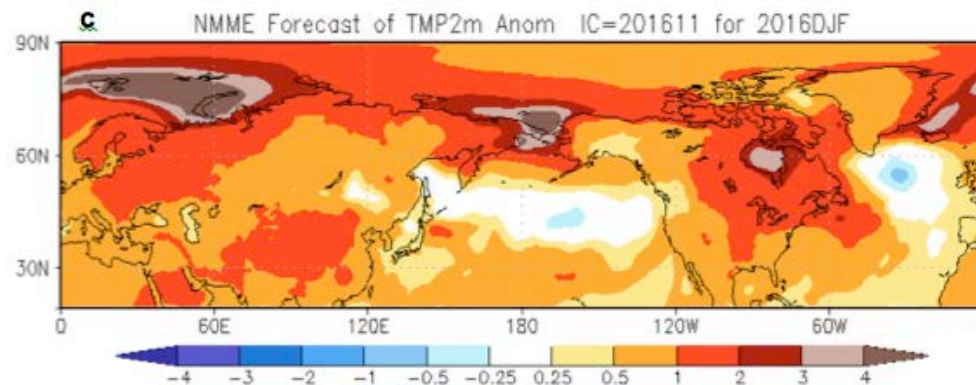 c NMME Forecast of TMP2m Anom IC=201611 for 2016DJF
90N
60N
30N
0 60E 120E 180 120W 60W
-4 -3 -2 -1 -0.5 -0.25 0.25 0.5 1 2 3 4